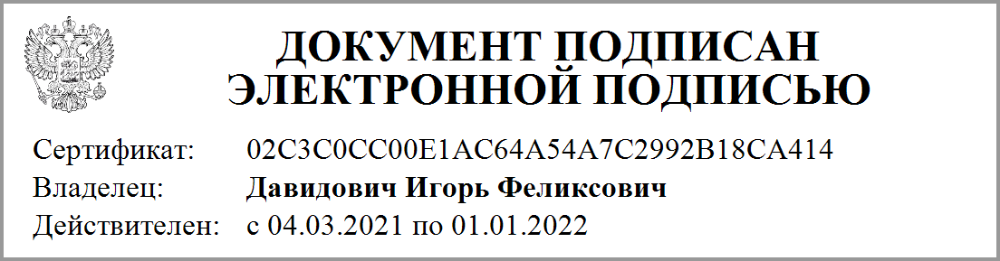 ДОКУМЕНТ ПОДПИСАН
ЭЛЕКТРОННОЙ ПОДПИСЬЮ
Сертификат: 02C3C0CC00E1AC64A54A7C2992B18CA414
Владелец: Давидович Игорь Феликсович
Действителен: с 04.03.2021 по 01.01.2022